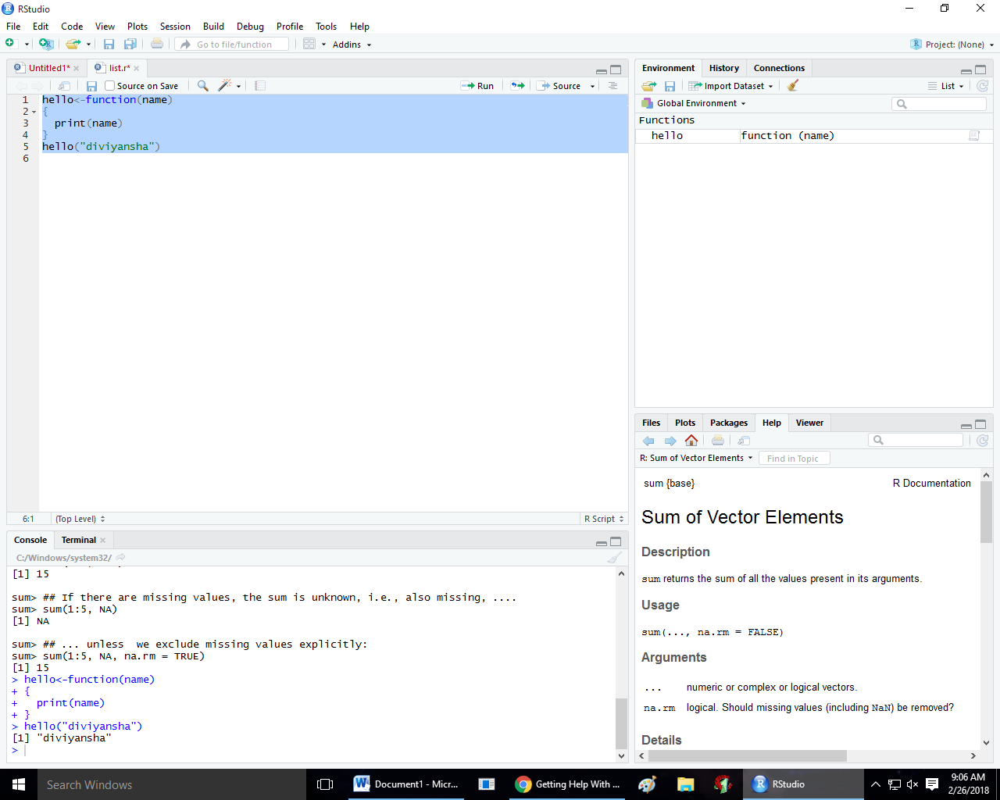 RStudio
File Edit Code View Plots Session Build Debug Profile Tools Help
Go to file/function Addins Project: (None)
Untitled1* list.r*
Source on Save Run Source
1 hello<-function(name)
2 {
3   print(name)
4 }
5 hello("diviyansha")
6
6:1 (Top Level) R Script
Console Terminal
C:/Windows/system32/
[1] 15
sum> ## If there are missing values, the sum is unknown, i.e., also missing, ....
sum> sum(1:5, NA)
[1] NA
sum> ## ... unless  we exclude missing values explicitly:
sum> sum(1:5, NA, na.rm = TRUE)
[1] 15
> hello<-function(name)
+ {
+   print(name)
+ }
> hello("diviyansha")
[1] "diviyansha"
>
Environment History Connections
Import Dataset List
Global Environment
Functions
hello function (name)
Files Plots Packages Help Viewer
R: Sum of Vector Elements Find in Topic
sum {base} R Documentation
Sum of Vector Elements
Description
sum returns the sum of all the values present in its arguments.
Usage
sum(..., na.rm = FALSE)
Arguments
... numeric or complex or logical vectors.
na.rm logical. Should missing values (including NaN) be removed?
Details
Search Windows Document1 - Micr... Getting Help With ... RStudio 9:06 AM
2/26/2018